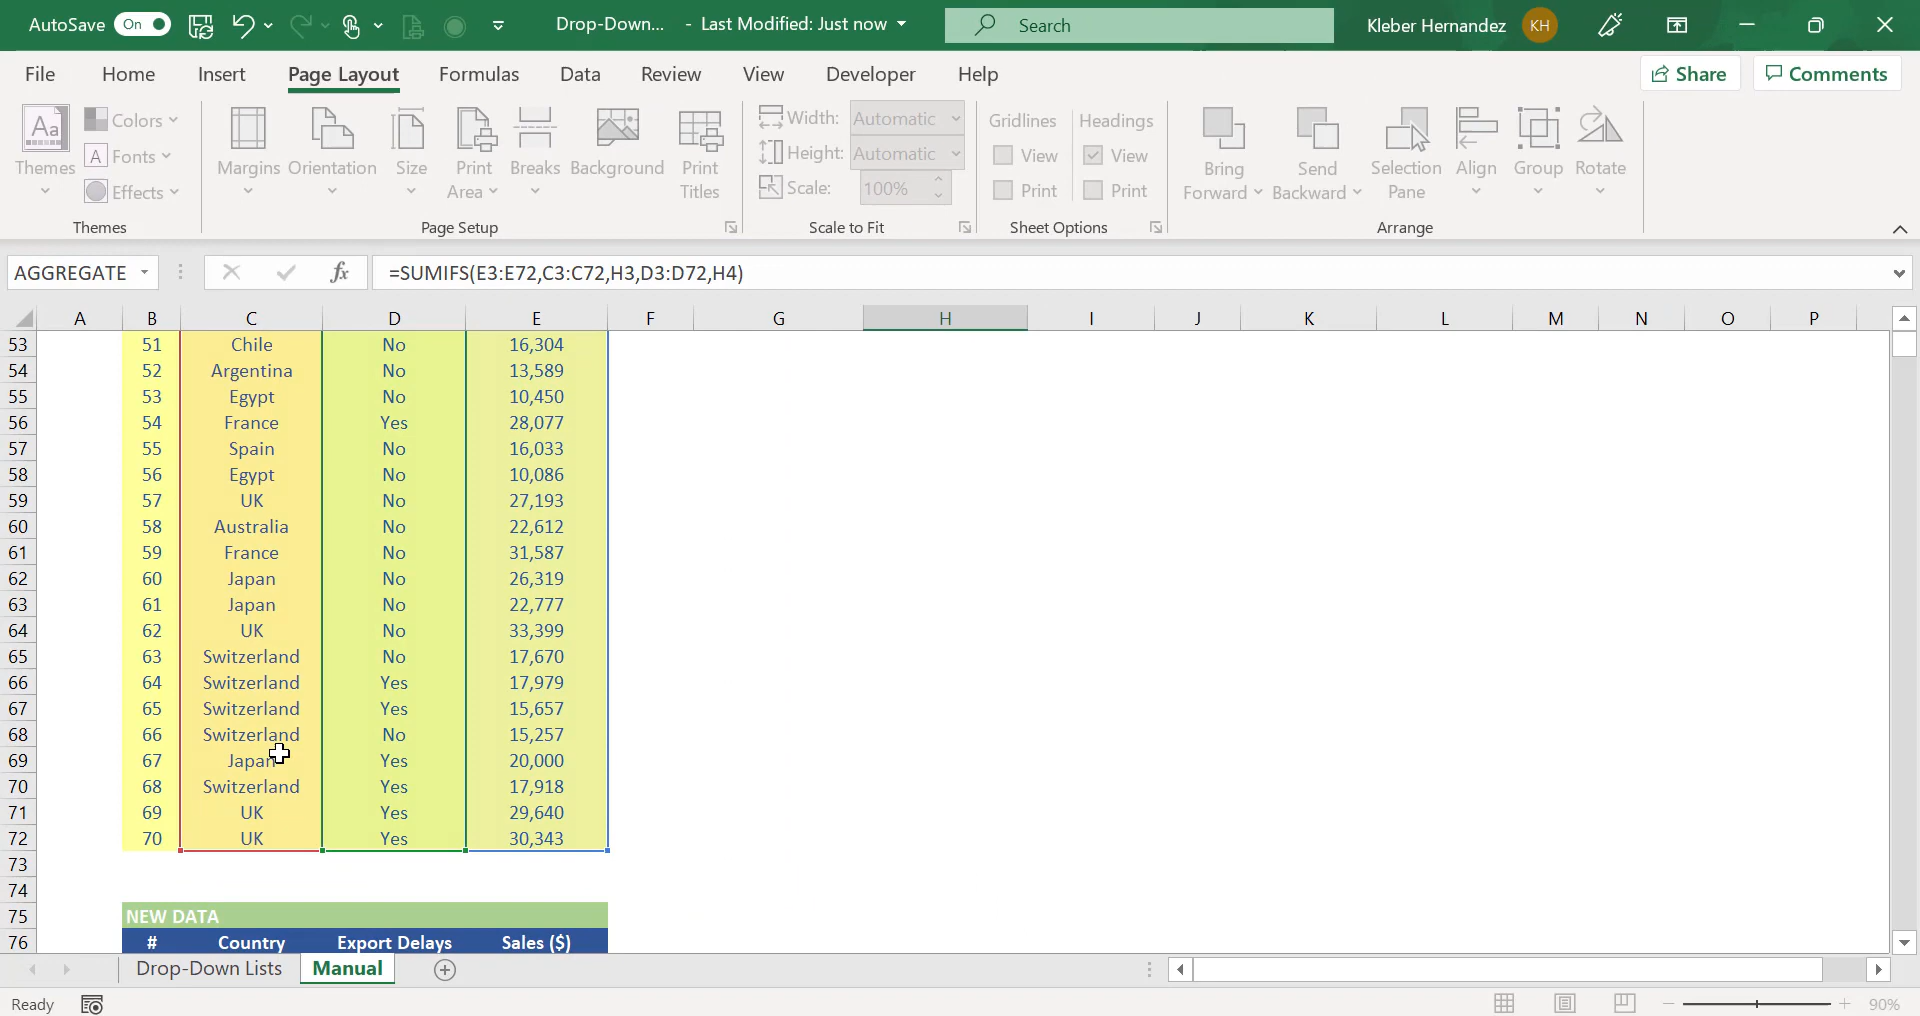 AutoSave On Drop-Down... - Last Modified: Just now Search Kleber Hernandez KH
File Home Insert Page Layout Formulas Data Review View Developer Help Share Comments
Themes Colors Fonts Effects
Margins Orientation Size Print Area Breaks Background Print Titles
Width: Automatic
Height: Automatic
Scale: 100%
Gridlines Headings
View View
Print Print
Bring Forward Send Backward Selection Pane Align Group Rotate
Themes Page Setup Scale to Fit Sheet Options Arrange
AGGREGATE fx =SUMIFS(E3:E72,C3:C72,H3,D3:D72,H4)
A B C D E F G H I J K L M N O P
53 51 Chile No 16,304
54 52 Argentina No 13,589
55 53 Egypt No 10,450
56 54 France Yes 28,077
57 55 Spain No 16,033
58 56 Egypt No 10,086
59 57 UK No 27,193
60 58 Australia No 22,612
61 59 France No 31,587
62 60 Japan No 26,319
63 61 Japan No 22,777
64 62 UK No 33,399
65 63 Switzerland No 17,670
66 64 Switzerland Yes 17,979
67 65 Switzerland Yes 15,657
68 66 Switzerland No 15,257
69 67 Japan Yes 20,000
70 68 Switzerland Yes 17,918
71 69 UK Yes 29,640
72 70 UK Yes 30,343
73
74
75 NEW DATA
76 # Country Export Delays Sales ($)
Drop-Down Lists Manual
Ready 90%